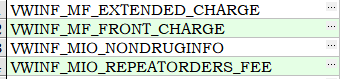 VWINF_MF_EXTENDED_CHARGE ...
VWINF_MF_FRONT_CHARGE ...
VWINF_MIO_NONDRUGINFO ...
VWINF_MIO_REPEATORDERS_FEE ...